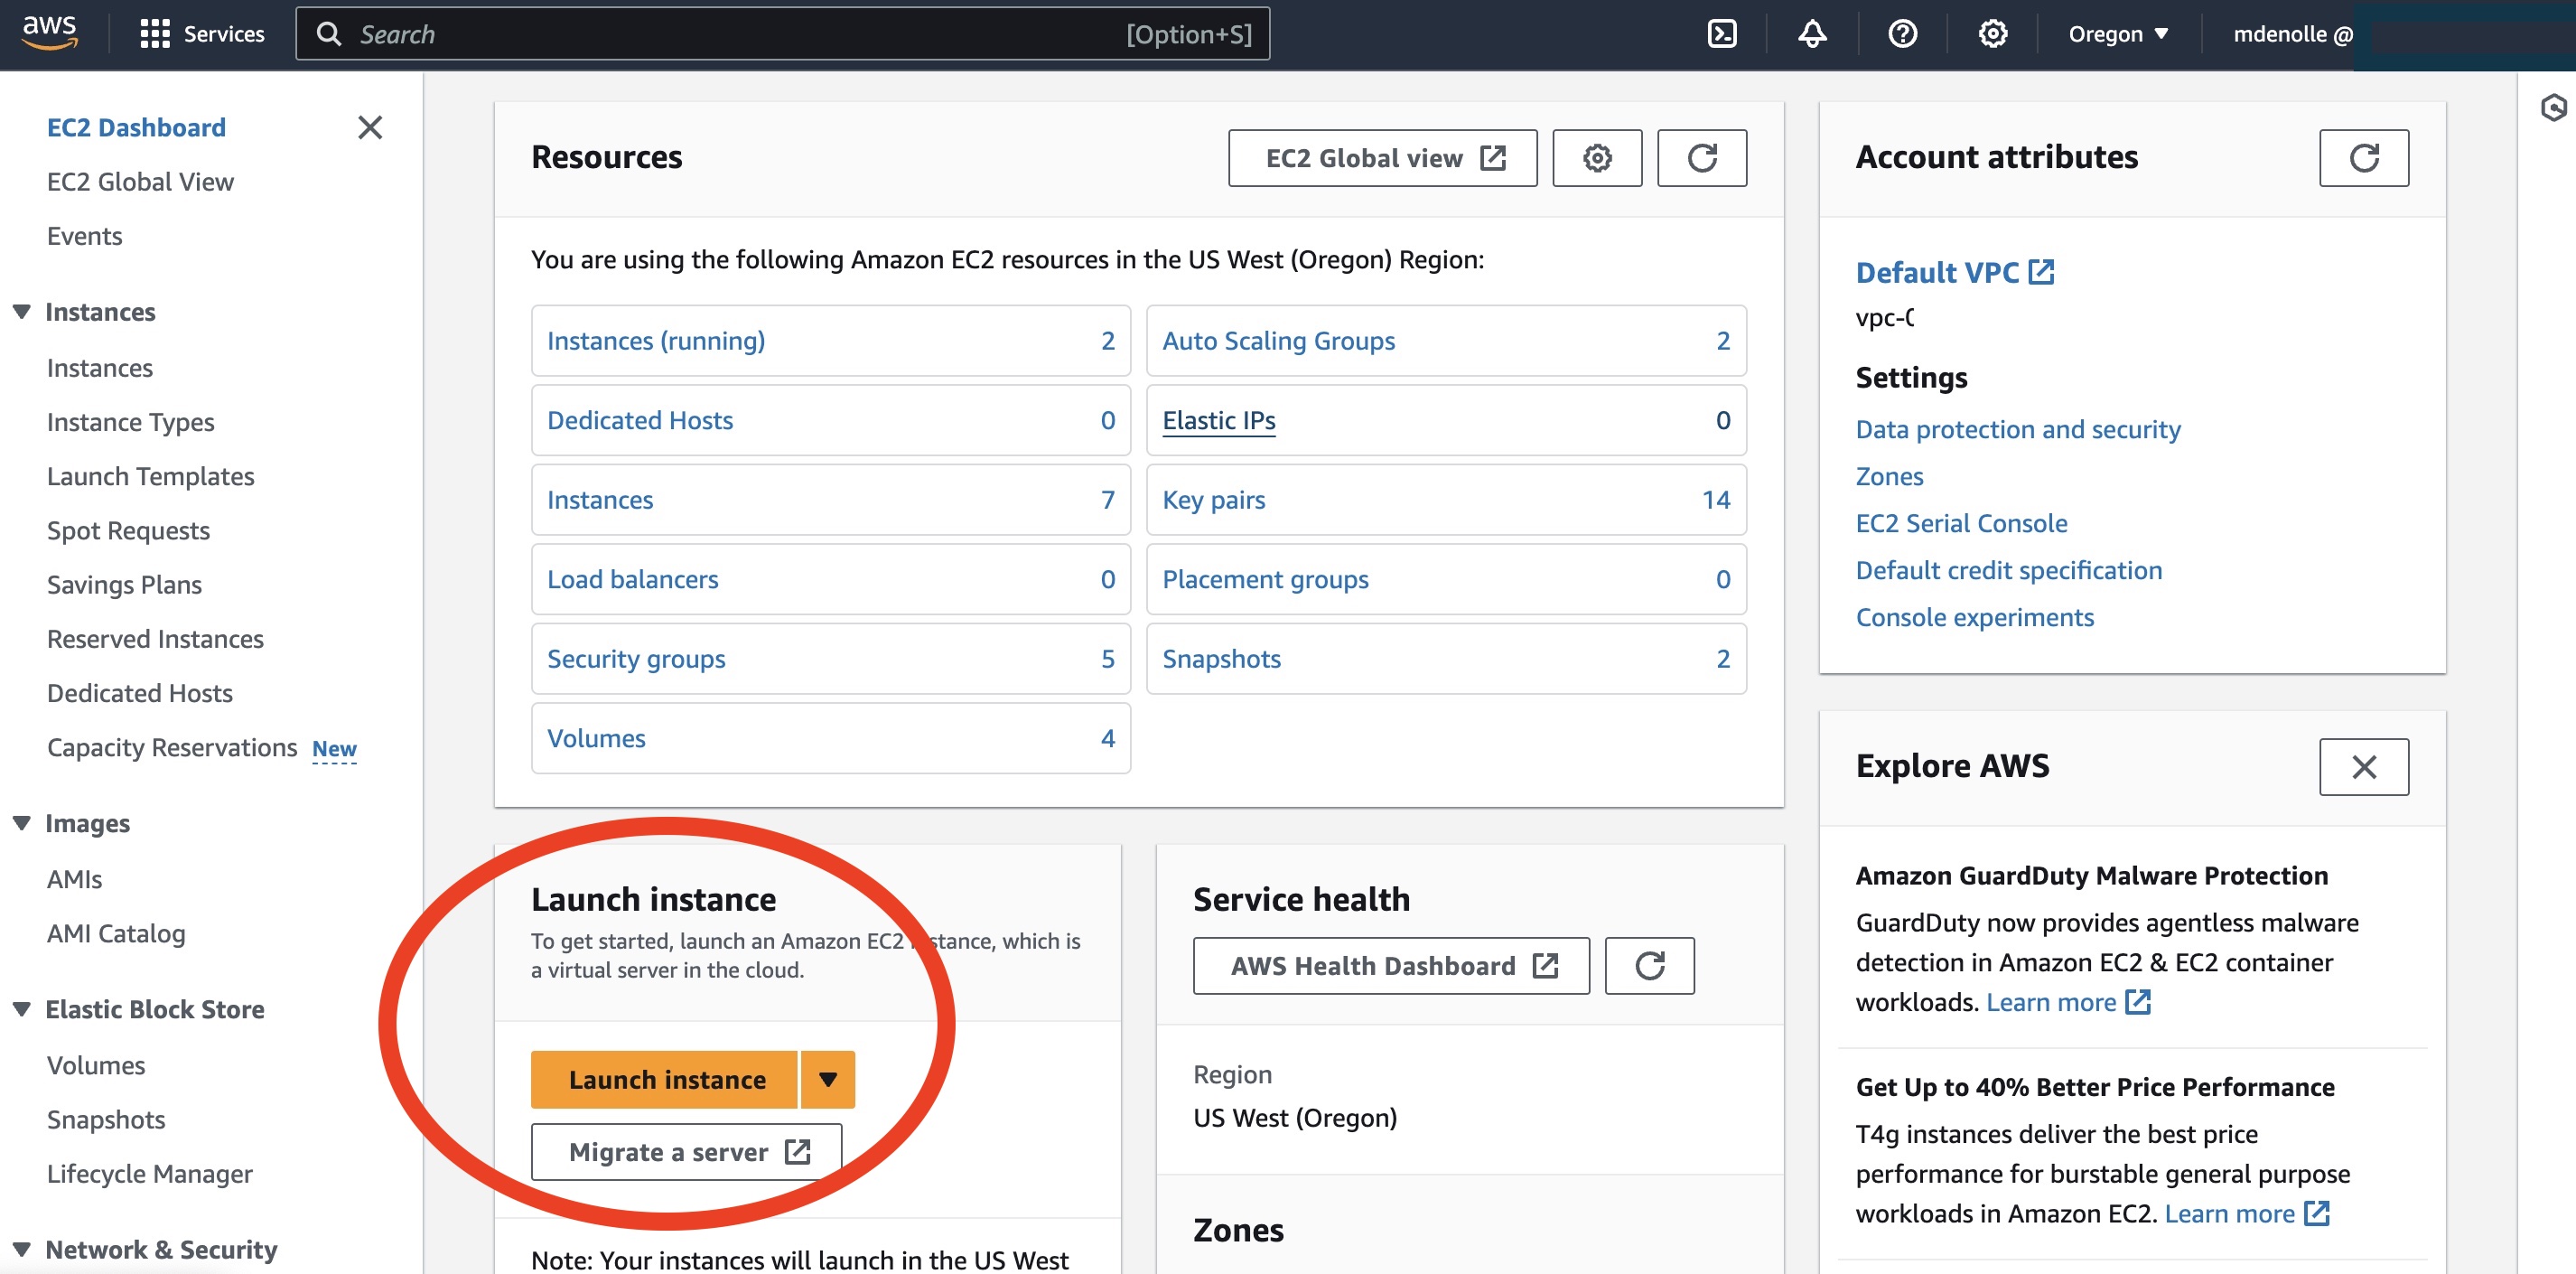 aws
Services
Search
[Option+S]
Oregon
mdenolle @
EC2 Dashboard
EC2 Global View
Events
Instances
Instances
Instance Types
Launch Templates
Spot Requests
Savings Plans
Reserved Instances
Dedicated Hosts
Capacity Reservations New
Images
AMIs
AMI Catalog
Elastic Block Store
Volumes
Snapshots
Lifecycle Manager
Network & Security
Resources
EC2 Global view
You are using the following Amazon EC2 resources in the US West (Oregon) Region:
Instances (running) 2
Auto Scaling Groups 2
Dedicated Hosts 0
Elastic IPs 0
Instances 7
Key pairs 14
Load balancers 0
Placement groups 0
Security groups 5
Snapshots 2
Volumes 4
Launch instance
To get started, launch an Amazon EC2 instance, which is
a virtual server in the cloud.
Launch instance
Migrate a server
Note: Your instances will launch in the US West
Service health
AWS Health Dashboard
Region
US West (Oregon)
Zones
Account attributes
Default VPC
vpc-
Settings
Data protection and security
Zones
EC2 Serial Console
Default credit specification
Console experiments
Explore AWS
Amazon GuardDuty Malware Protection
GuardDuty now provides agentless malware
detection in Amazon EC2 & EC2 container
workloads. Learn more
Get Up to 40% Better Price Performance
T4g instances deliver the best price
performance for burstable general purpose
workloads in Amazon EC2. Learn more